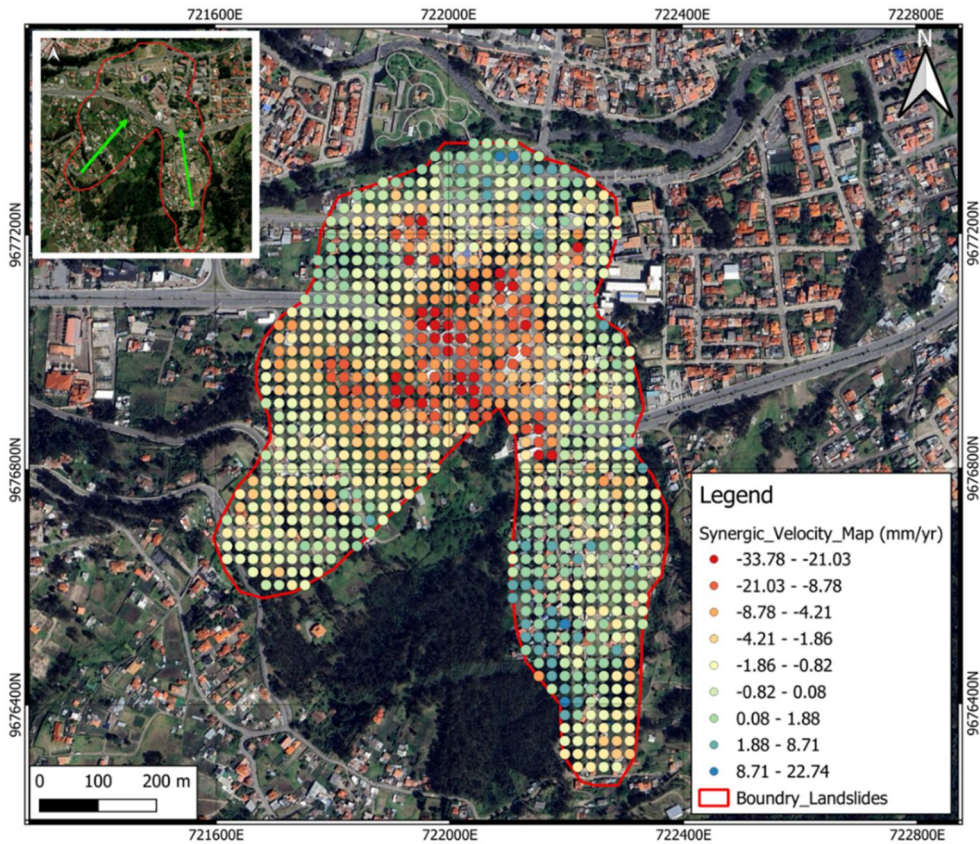 721600E 722000E 722400E 722800E
N
9677200N 9677200N
9676800N 9676800N
9676400N 9676400N
Legend
Synergic_Velocity_Map (mm/yr)
-33.78 - -21.03
-21.03 - -8.78
-8.78 - -4.21
-4.21 - -1.86
-1.86 - -0.82
-0.82 - 0.08
0.08 - 1.88
1.88 - 8.71
8.71 - 22.74
Boundry_Landslides
0 100 200 m
721600E 722000E 722400E 722800E